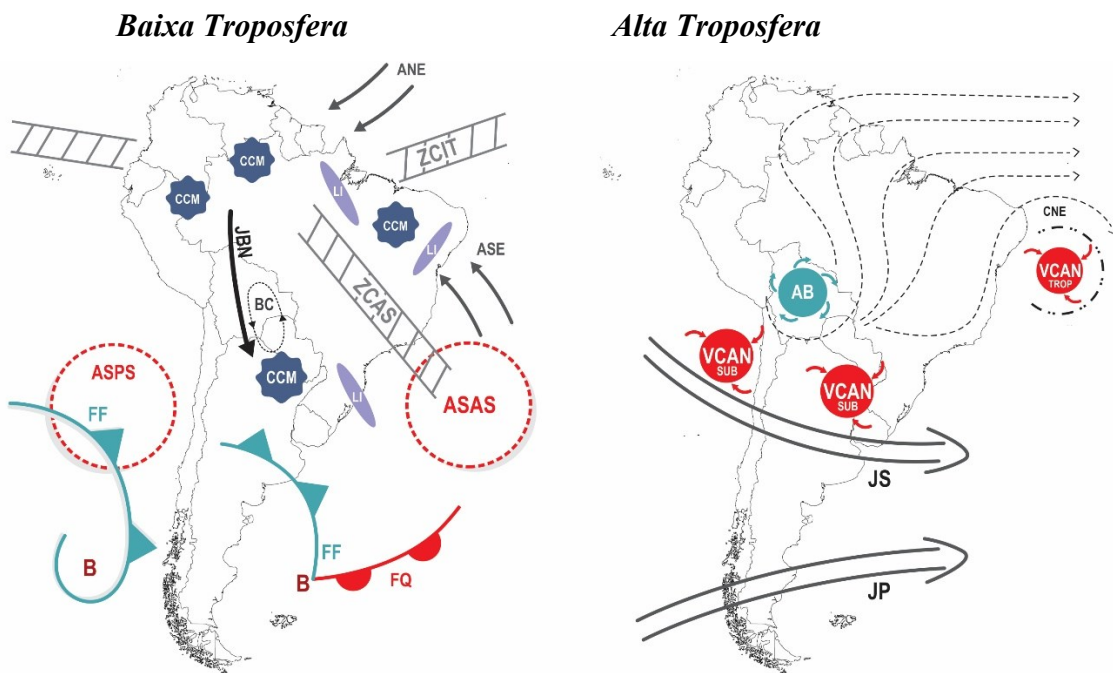 Baixa Troposfera
Alta Troposfera
ANE
ZCIT
CCM
CCM
LI
CCM
LI
ASE
JBN
ZCAS
BC
CCM
LI
ASPS
ASAS
FF
FF
B
B
FQ
CNE
VCAN
TROP
AB
VCAN
SUB
VCAN
SUB
JS
JP